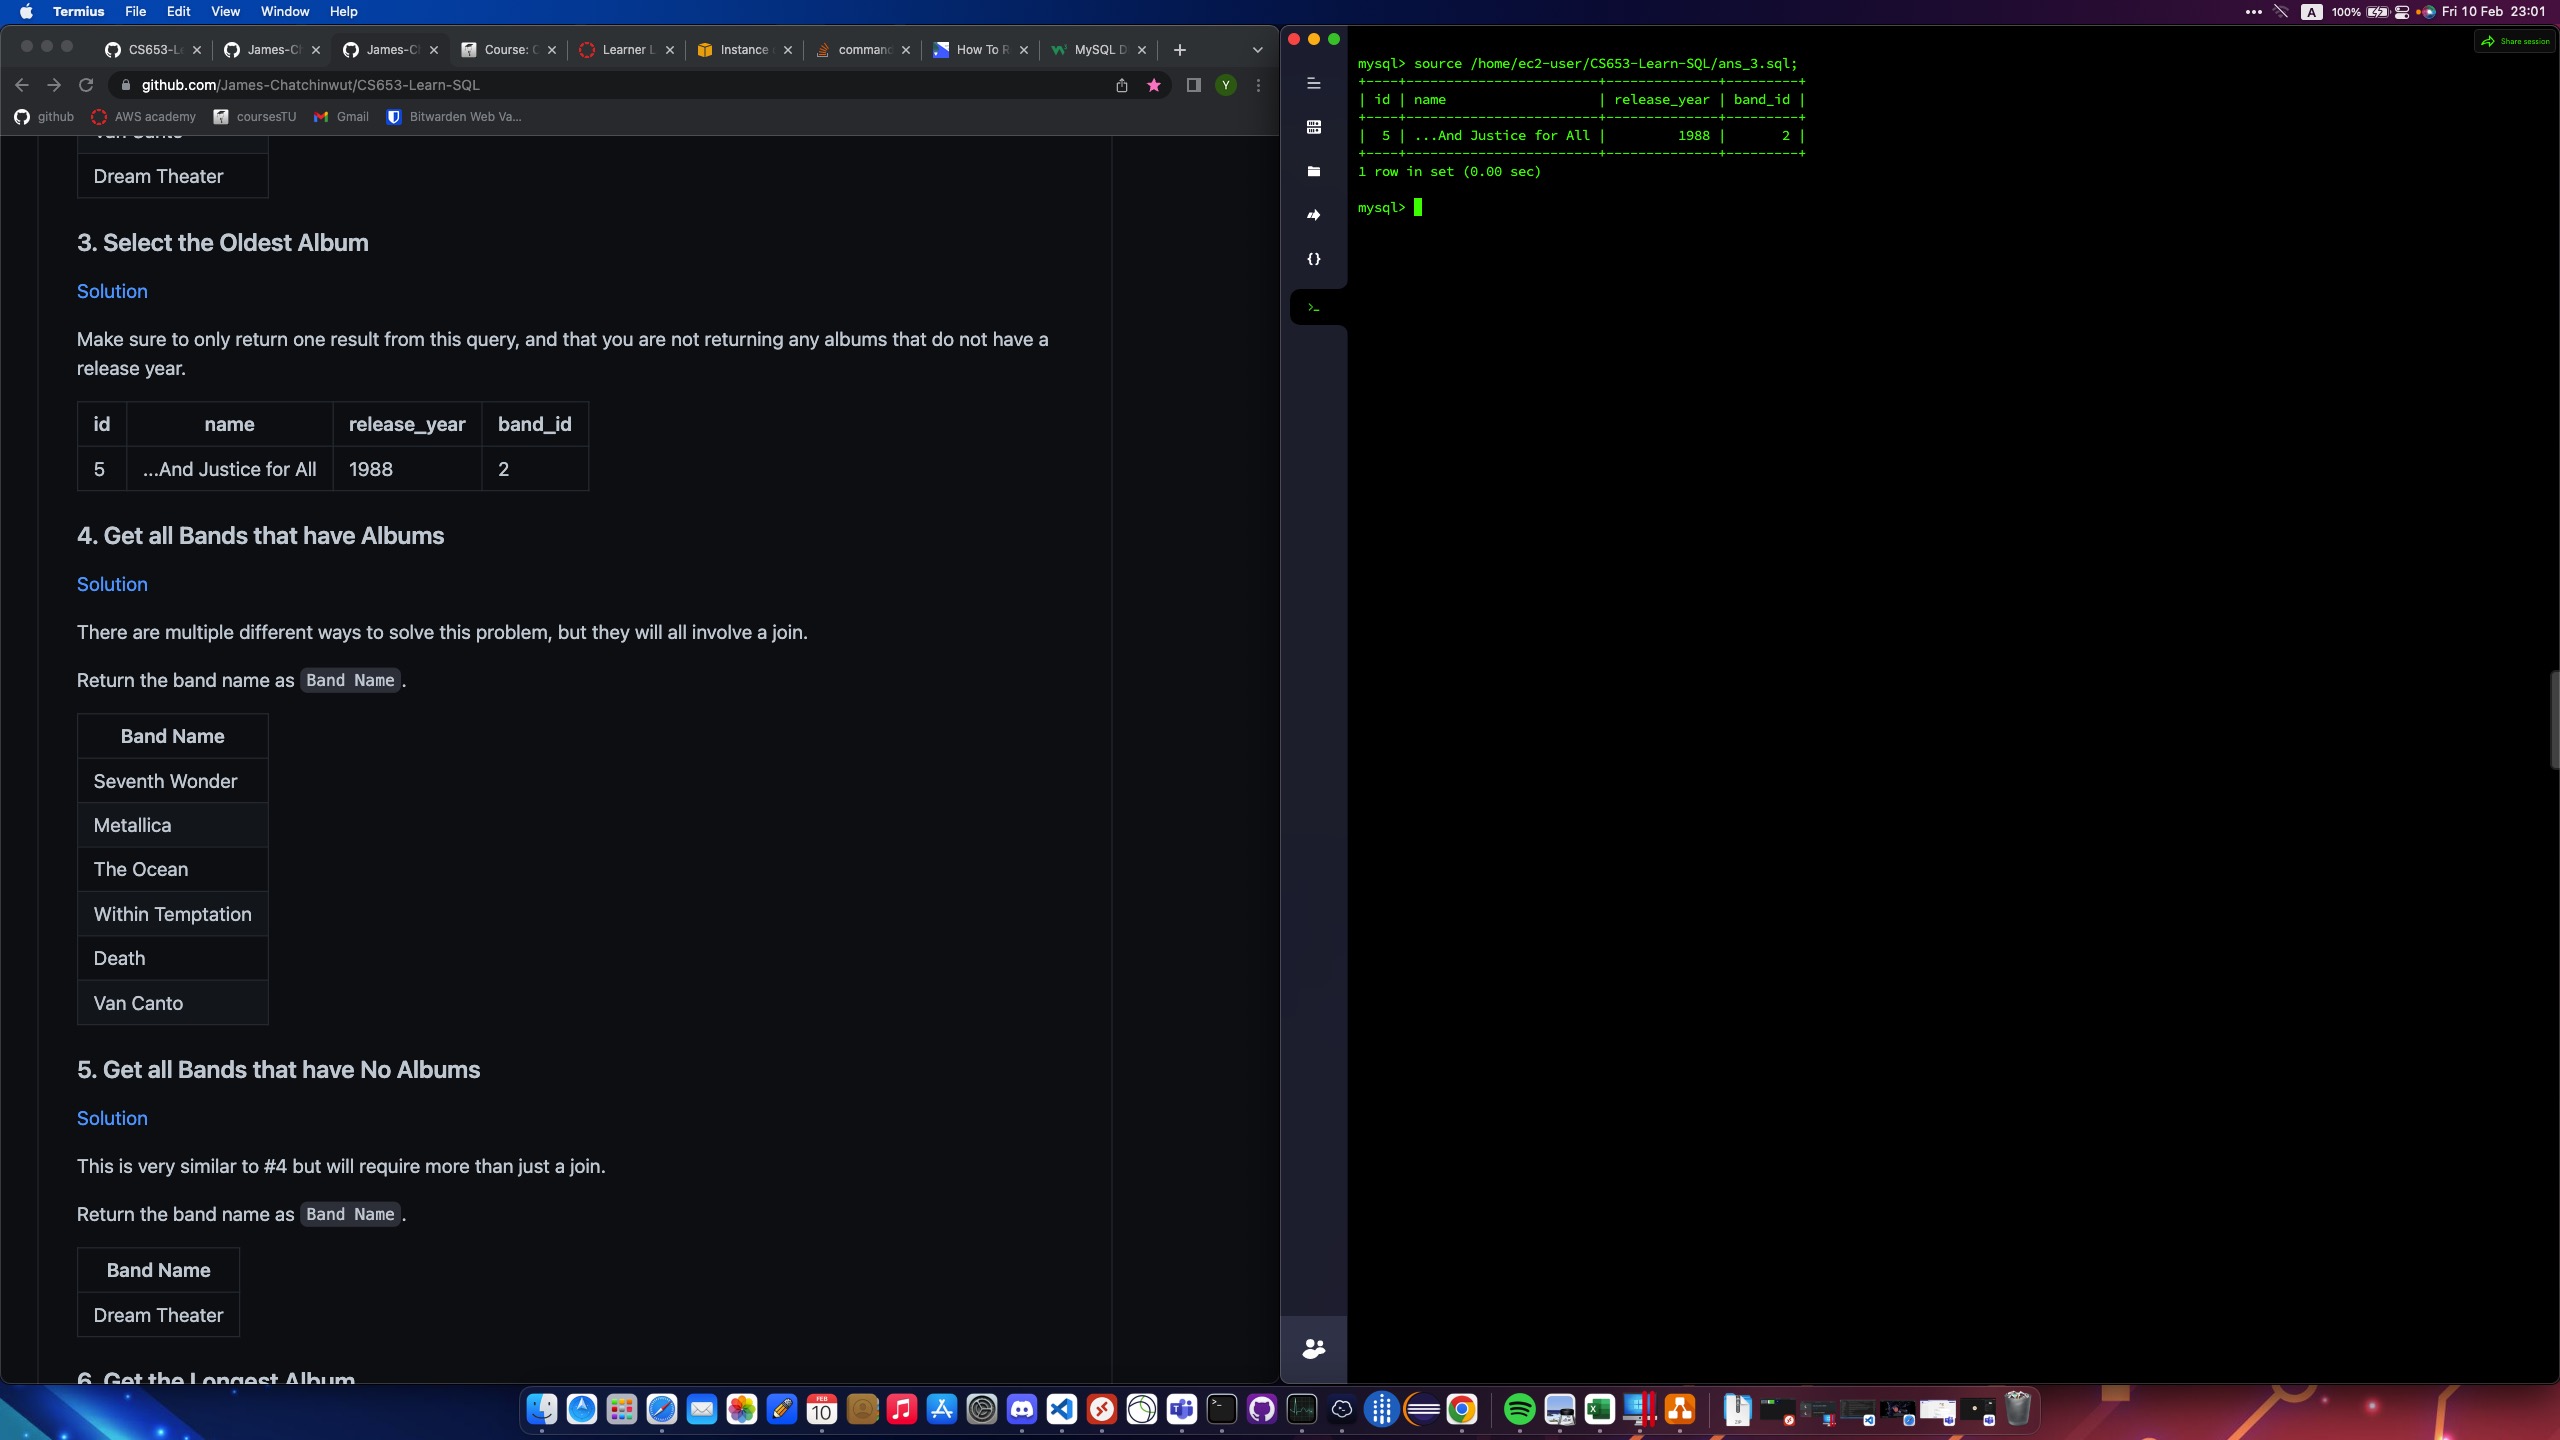 Termius File Edit View Window Help
••• A 100% Fri 10 Feb 23:01
CS653-L James-C James-C Course: C Learner L Instance comman How To R MySQL D
github.com/James-Chatchinwut/CS653-Learn-SQL
Y
github AWS academy coursesTU Gmail Bitwarden Web Va...
Dream Theater
3. Select the Oldest Album
Solution
Make sure to only return one result from this query, and that you are not returning any albums that do not have a
release year.
id name release_year band_id
5 ...And Justice for All 1988 2
4. Get all Bands that have Albums
Solution
There are multiple different ways to solve this problem, but they will all involve a join.
Return the band name as Band Name.
Band Name
Seventh Wonder
Metallica
The Ocean
Within Temptation
Death
Van Canto
5. Get all Bands that have No Albums
Solution
This is very similar to #4 but will require more than just a join.
Return the band name as Band Name.
Band Name
Dream Theater
6. Get the Longest Album
Share session
mysql> source /home/ec2-user/CS653-Learn-SQL/ans_3.sql;
+----+------------------------+--------------+---------+
| id | name                   | release_year | band_id |
+----+------------------------+--------------+---------+
|  5 | ...And Justice for All |         1988 |       2 |
+----+------------------------+--------------+---------+
1 row in set (0.00 sec)
mysql>
FEB
10